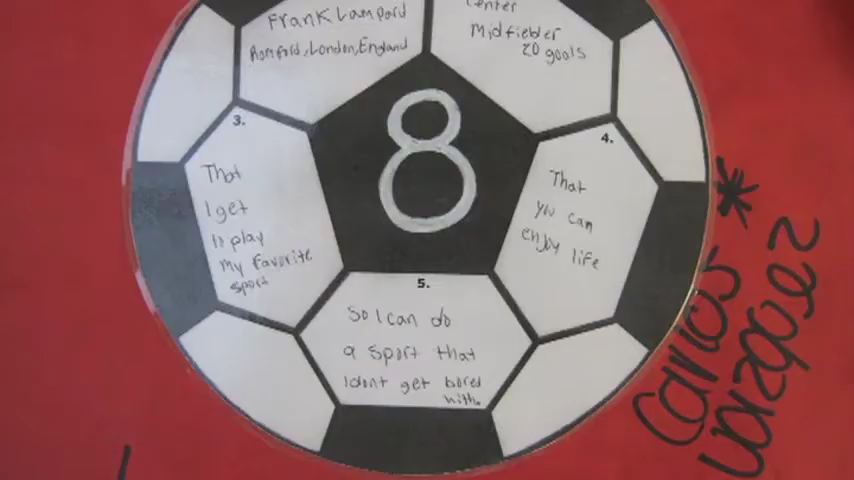 Frank Lampard
Romford, London, England
center
Midfielder
20 goals
8
3.
That
I get
to play
my favorite
sport
4.
That
you can
enjoy life
5.
So I can do
a sport that
I dont get bored
with.
Carlos *
Vazquez